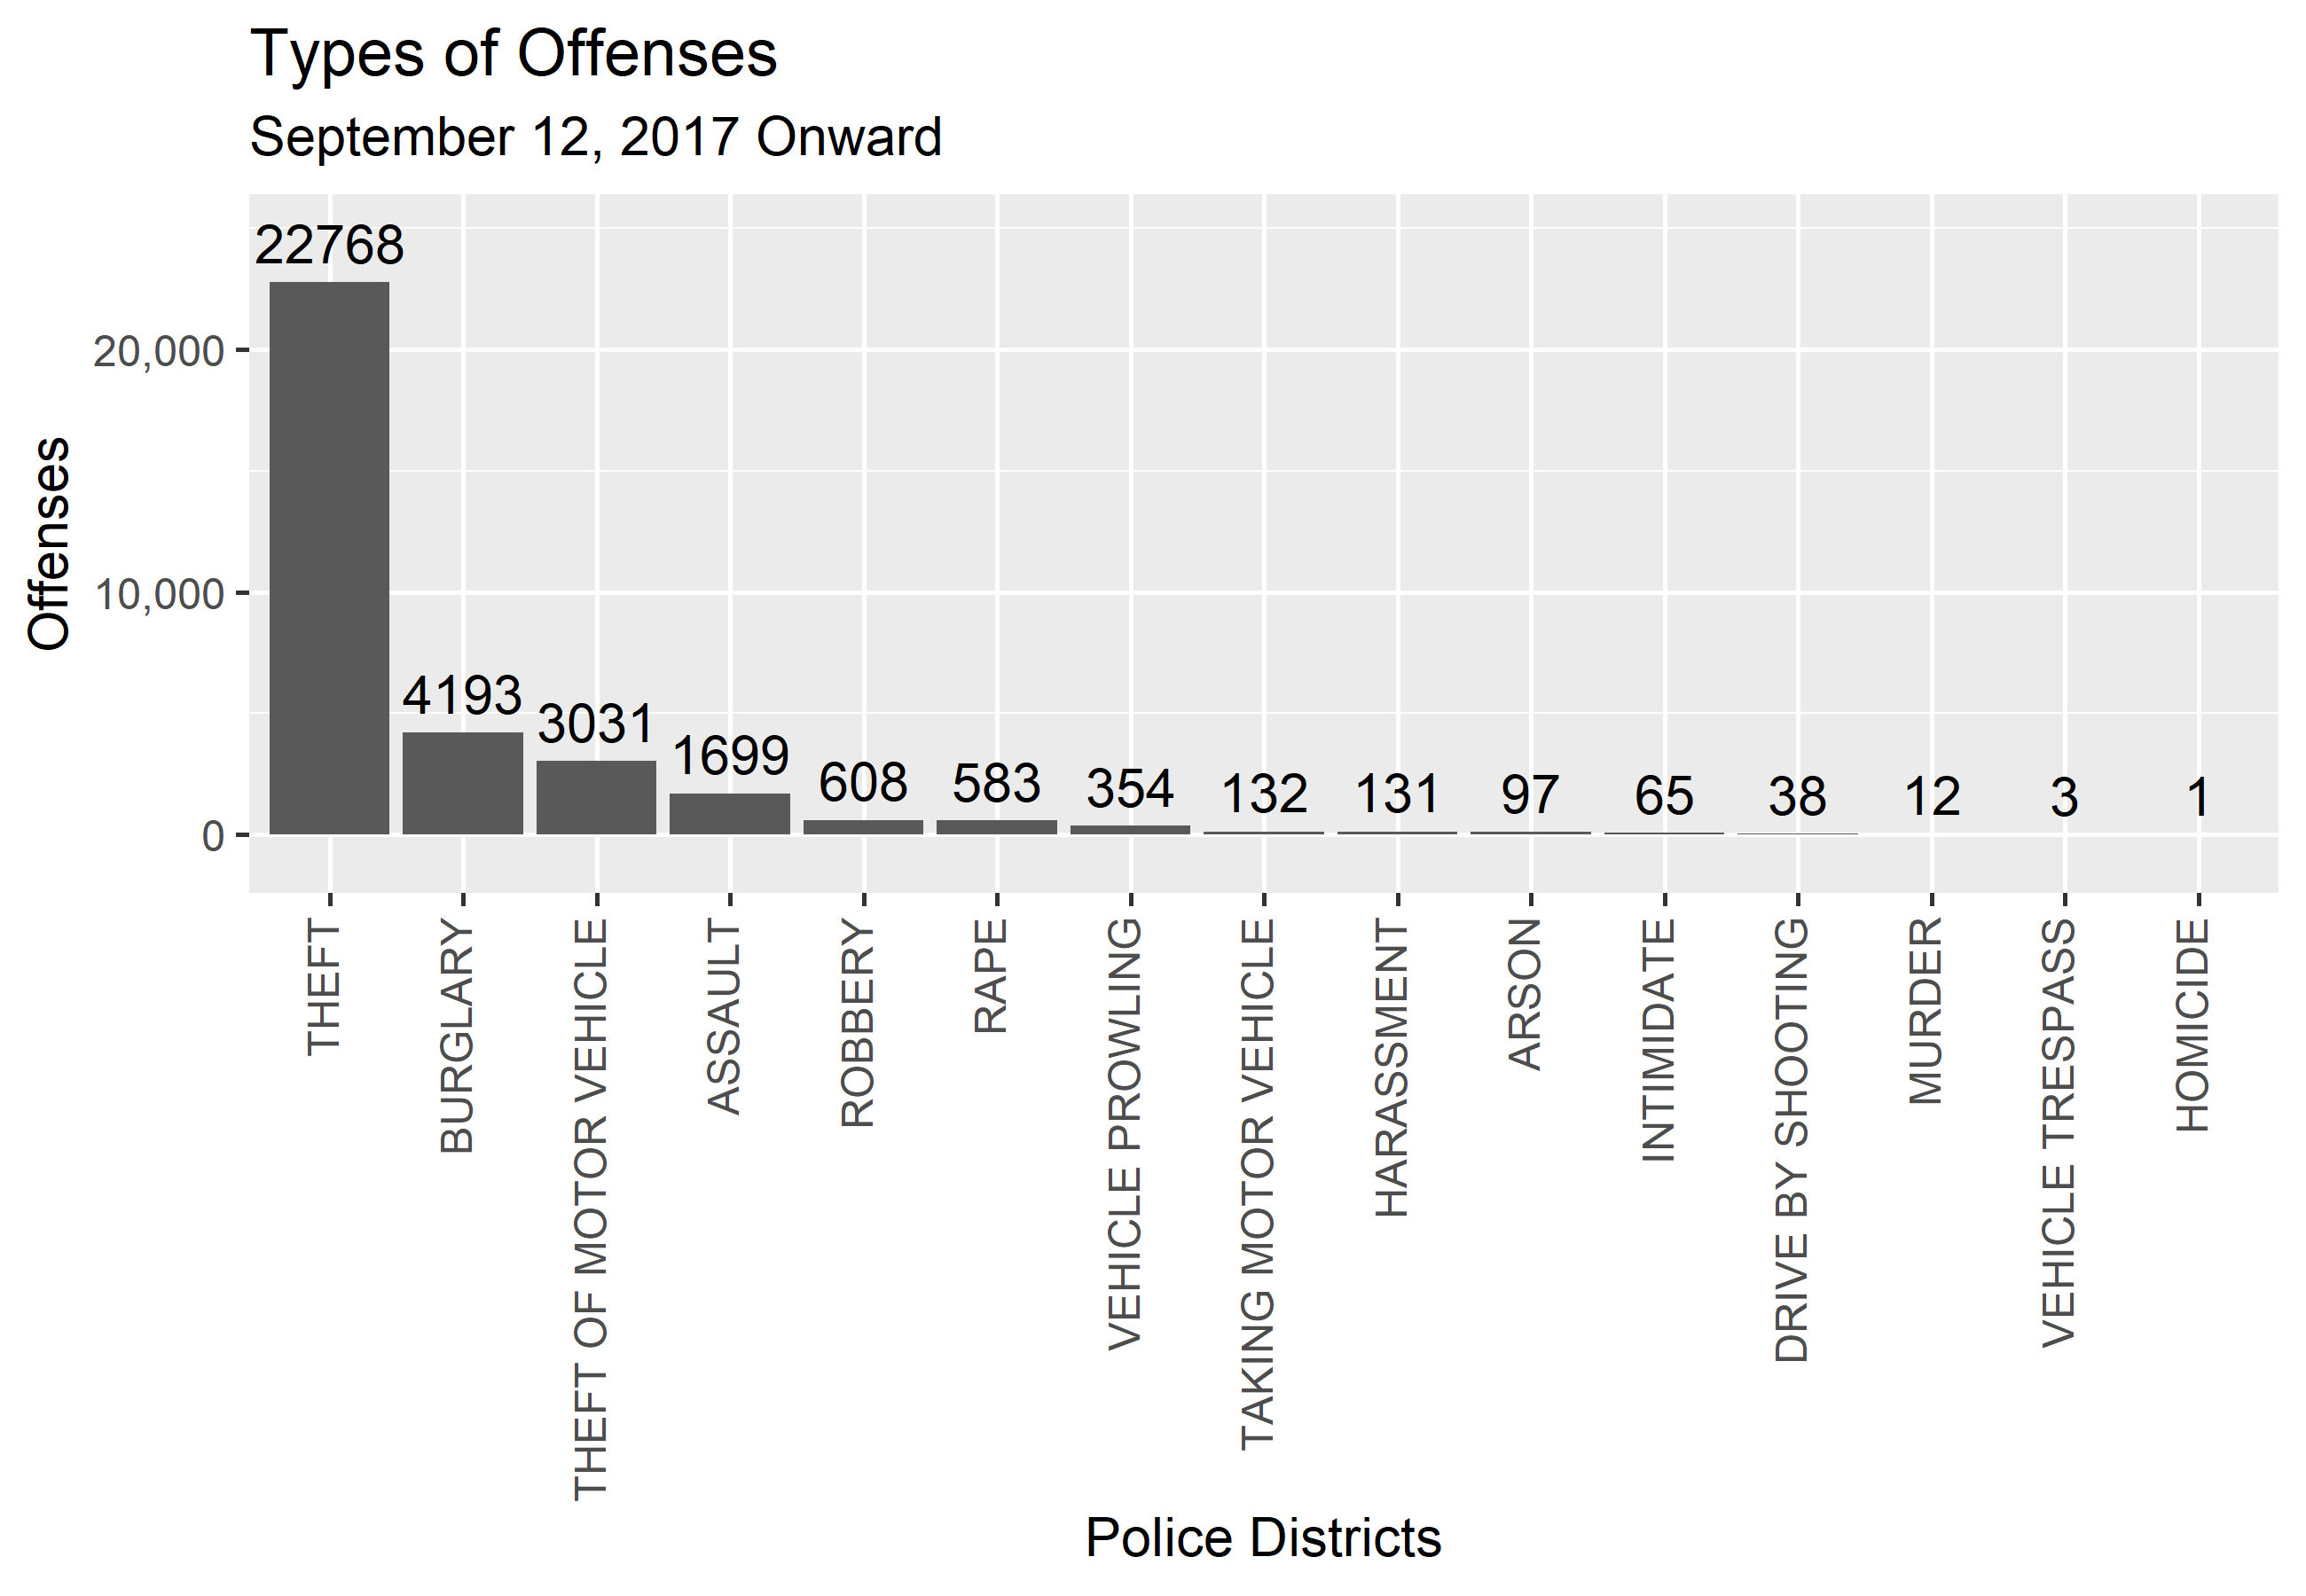 Types of Offenses
September 12, 2017 Onward
Offenses
20,000
10,000
0
22768
4193
3031
1699
608
583
354
132
131
97
65
38
12
3
1
THEFT
BURGLARY
THEFT OF MOTOR VEHICLE
ASSAULT
ROBBERY
RAPE
VEHICLE PROWLING
TAKING MOTOR VEHICLE
HARASSMENT
ARSON
INTIMIDATE
DRIVE BY SHOOTING
MURDER
VEHICLE TRESPASS
HOMICIDE
Police Districts